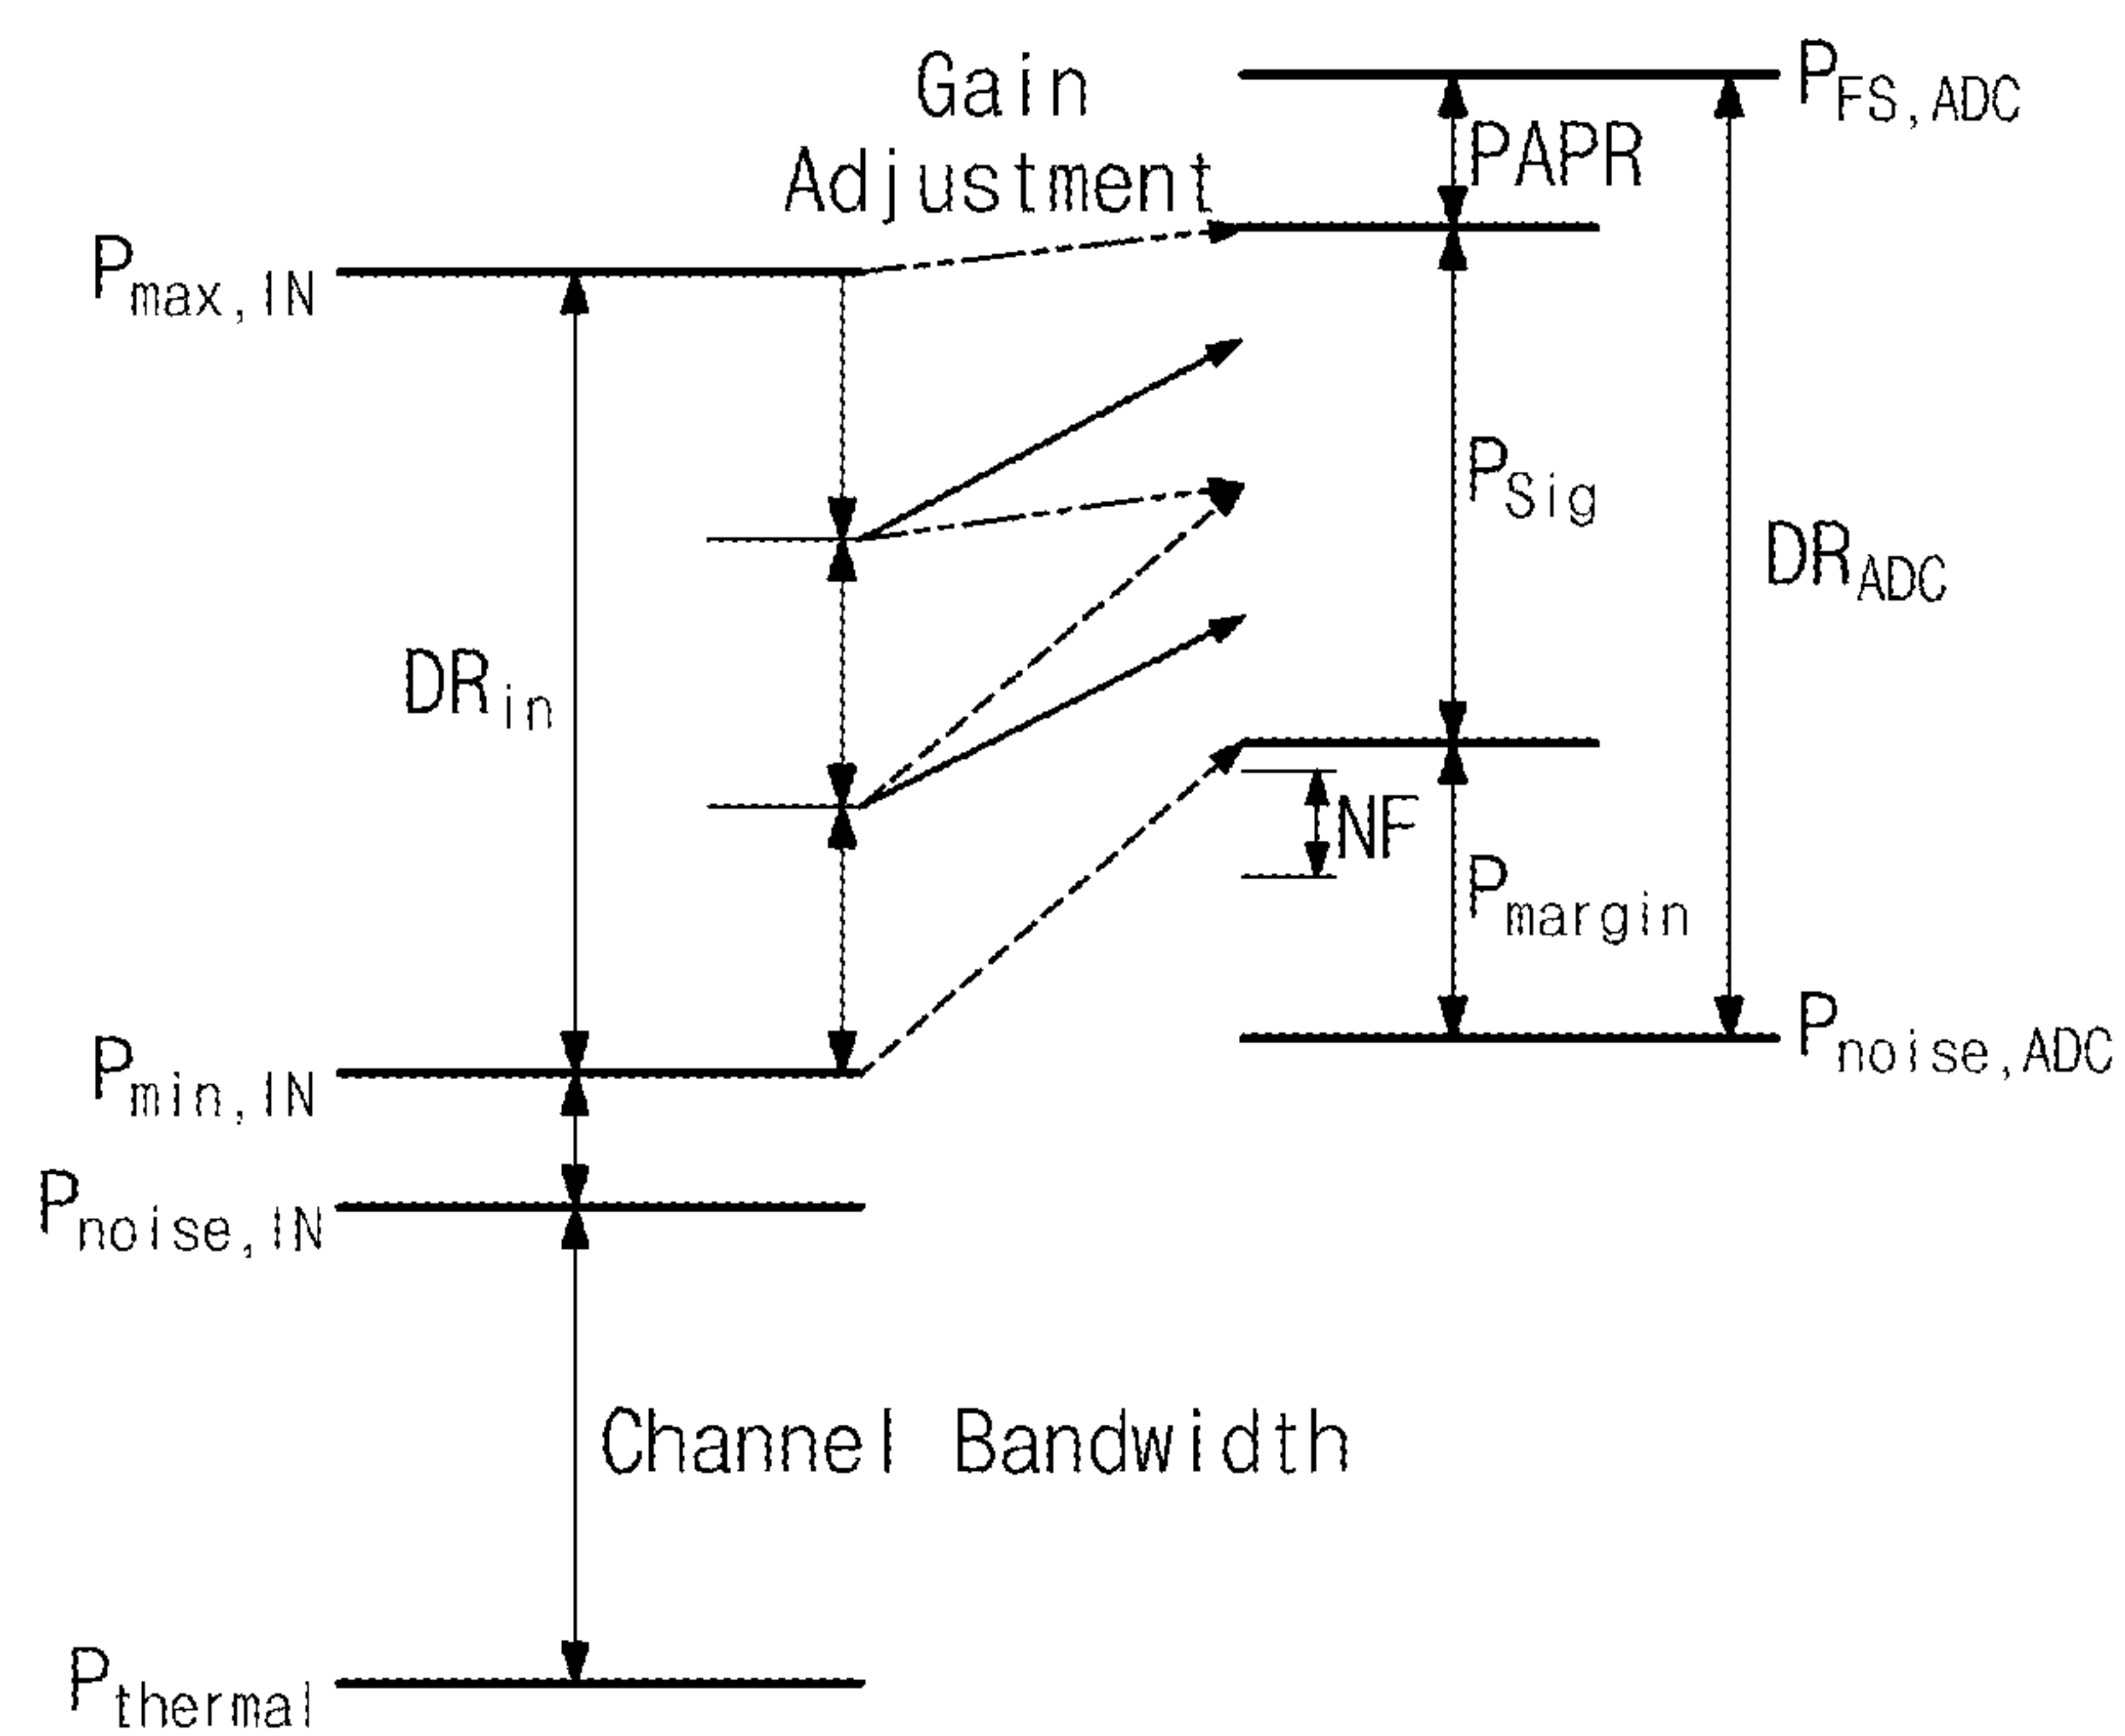 Gain
Adjustment
P_FS,ADC
PAPR
P_max,IN
P_Sig
DR_ADC
DR_in
NF
P_margin
P_noise,ADC
P_min,IN
P_noise,IN
Channel Bandwidth
P_thermal